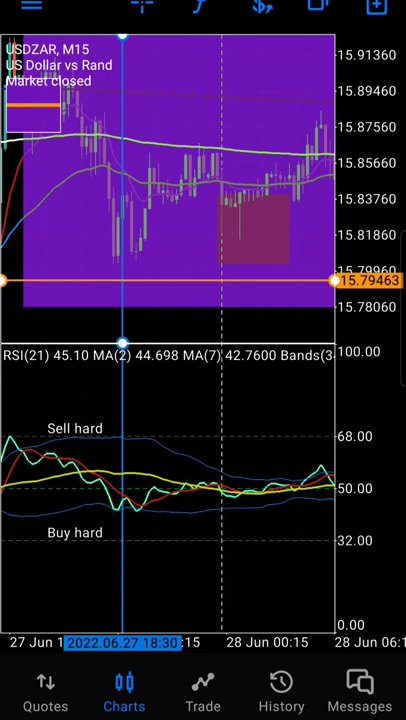 USDZAR, M15
US Dollar vs Rand
Market closed
15.91360
15.89460
15.87560
15.85660
15.83760
15.81860
15.79960
15.79463
15.78060
RSI(21) 45.10 MA(2) 44.698 MA(7) 42.7600 Bands(3
100.00
Sell hard
68.00
50.00
Buy hard
32.00
0.00
27 Jun 1
2022.06.27 18:30
:15
28 Jun 00:15
28 Jun 06:1
Quotes
Charts
Trade
History
Messages